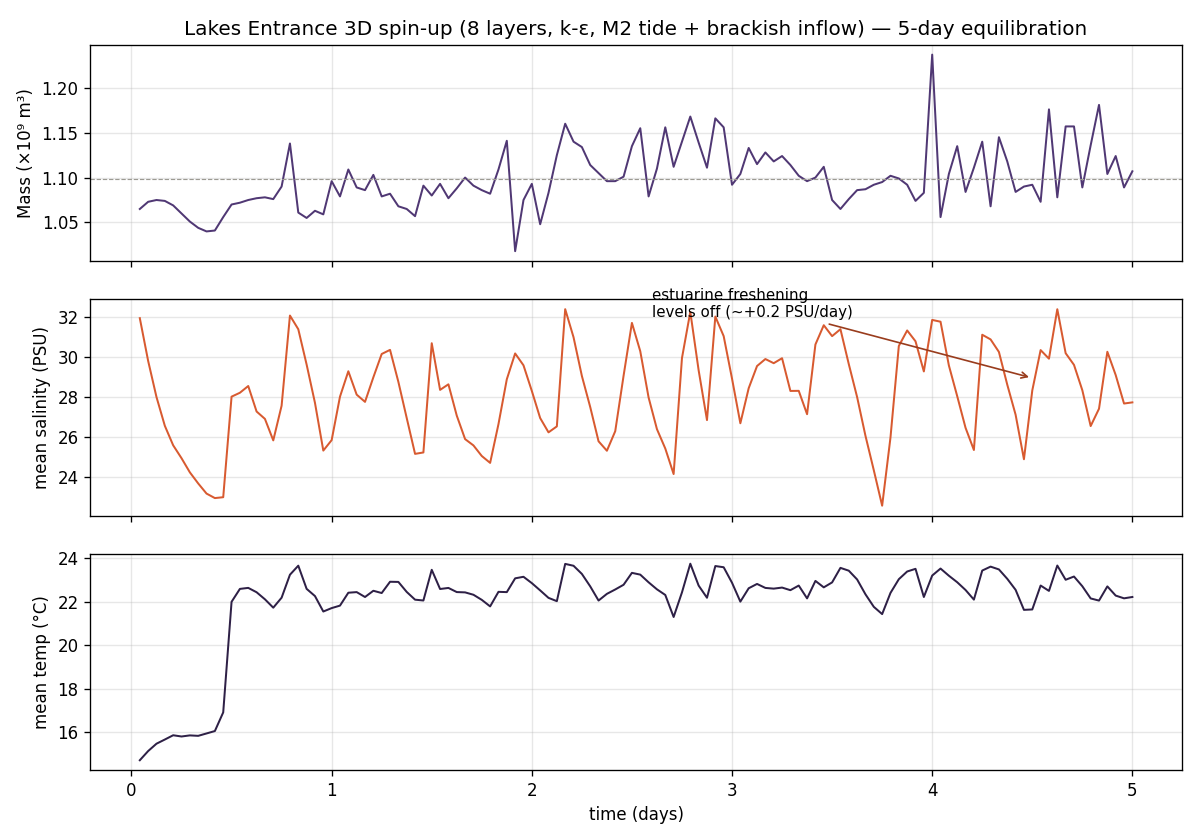 Lakes Entrance 3D spin-up (8 layers, k-ε, M2 tide + brackish inflow) — 5-day equilibration
Mass (×10⁹ m³)
1.20
1.15
1.10
1.05
mean salinity (PSU)
32
30
28
26
24
estuarine freshening
levels off (~+0.2 PSU/day)
mean temp (°C)
24
22
20
18
16
0
1
2
3
4
5
time (days)